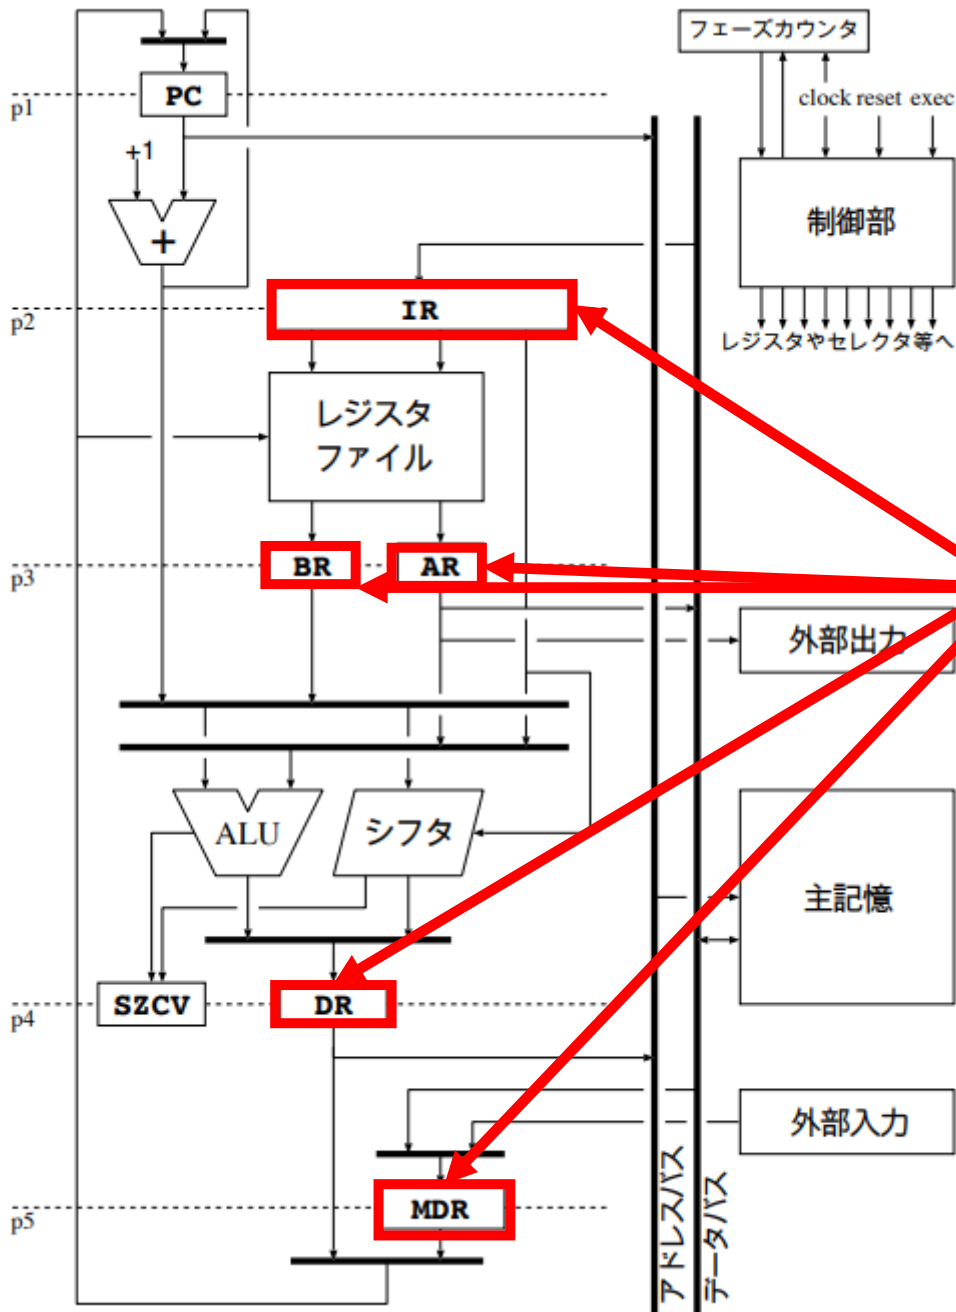 フェーズカウンタ
PC
p1
clock reset exec
+1
制御部
+
IR
p2
レジスタやセレクタ等へ
レジスタ
ファイル
BR
AR
p3
外部出力
ALU
シフタ
主記憶
SZCV
DR
p4
外部入力
アドレスバス
データバス
MDR
p5